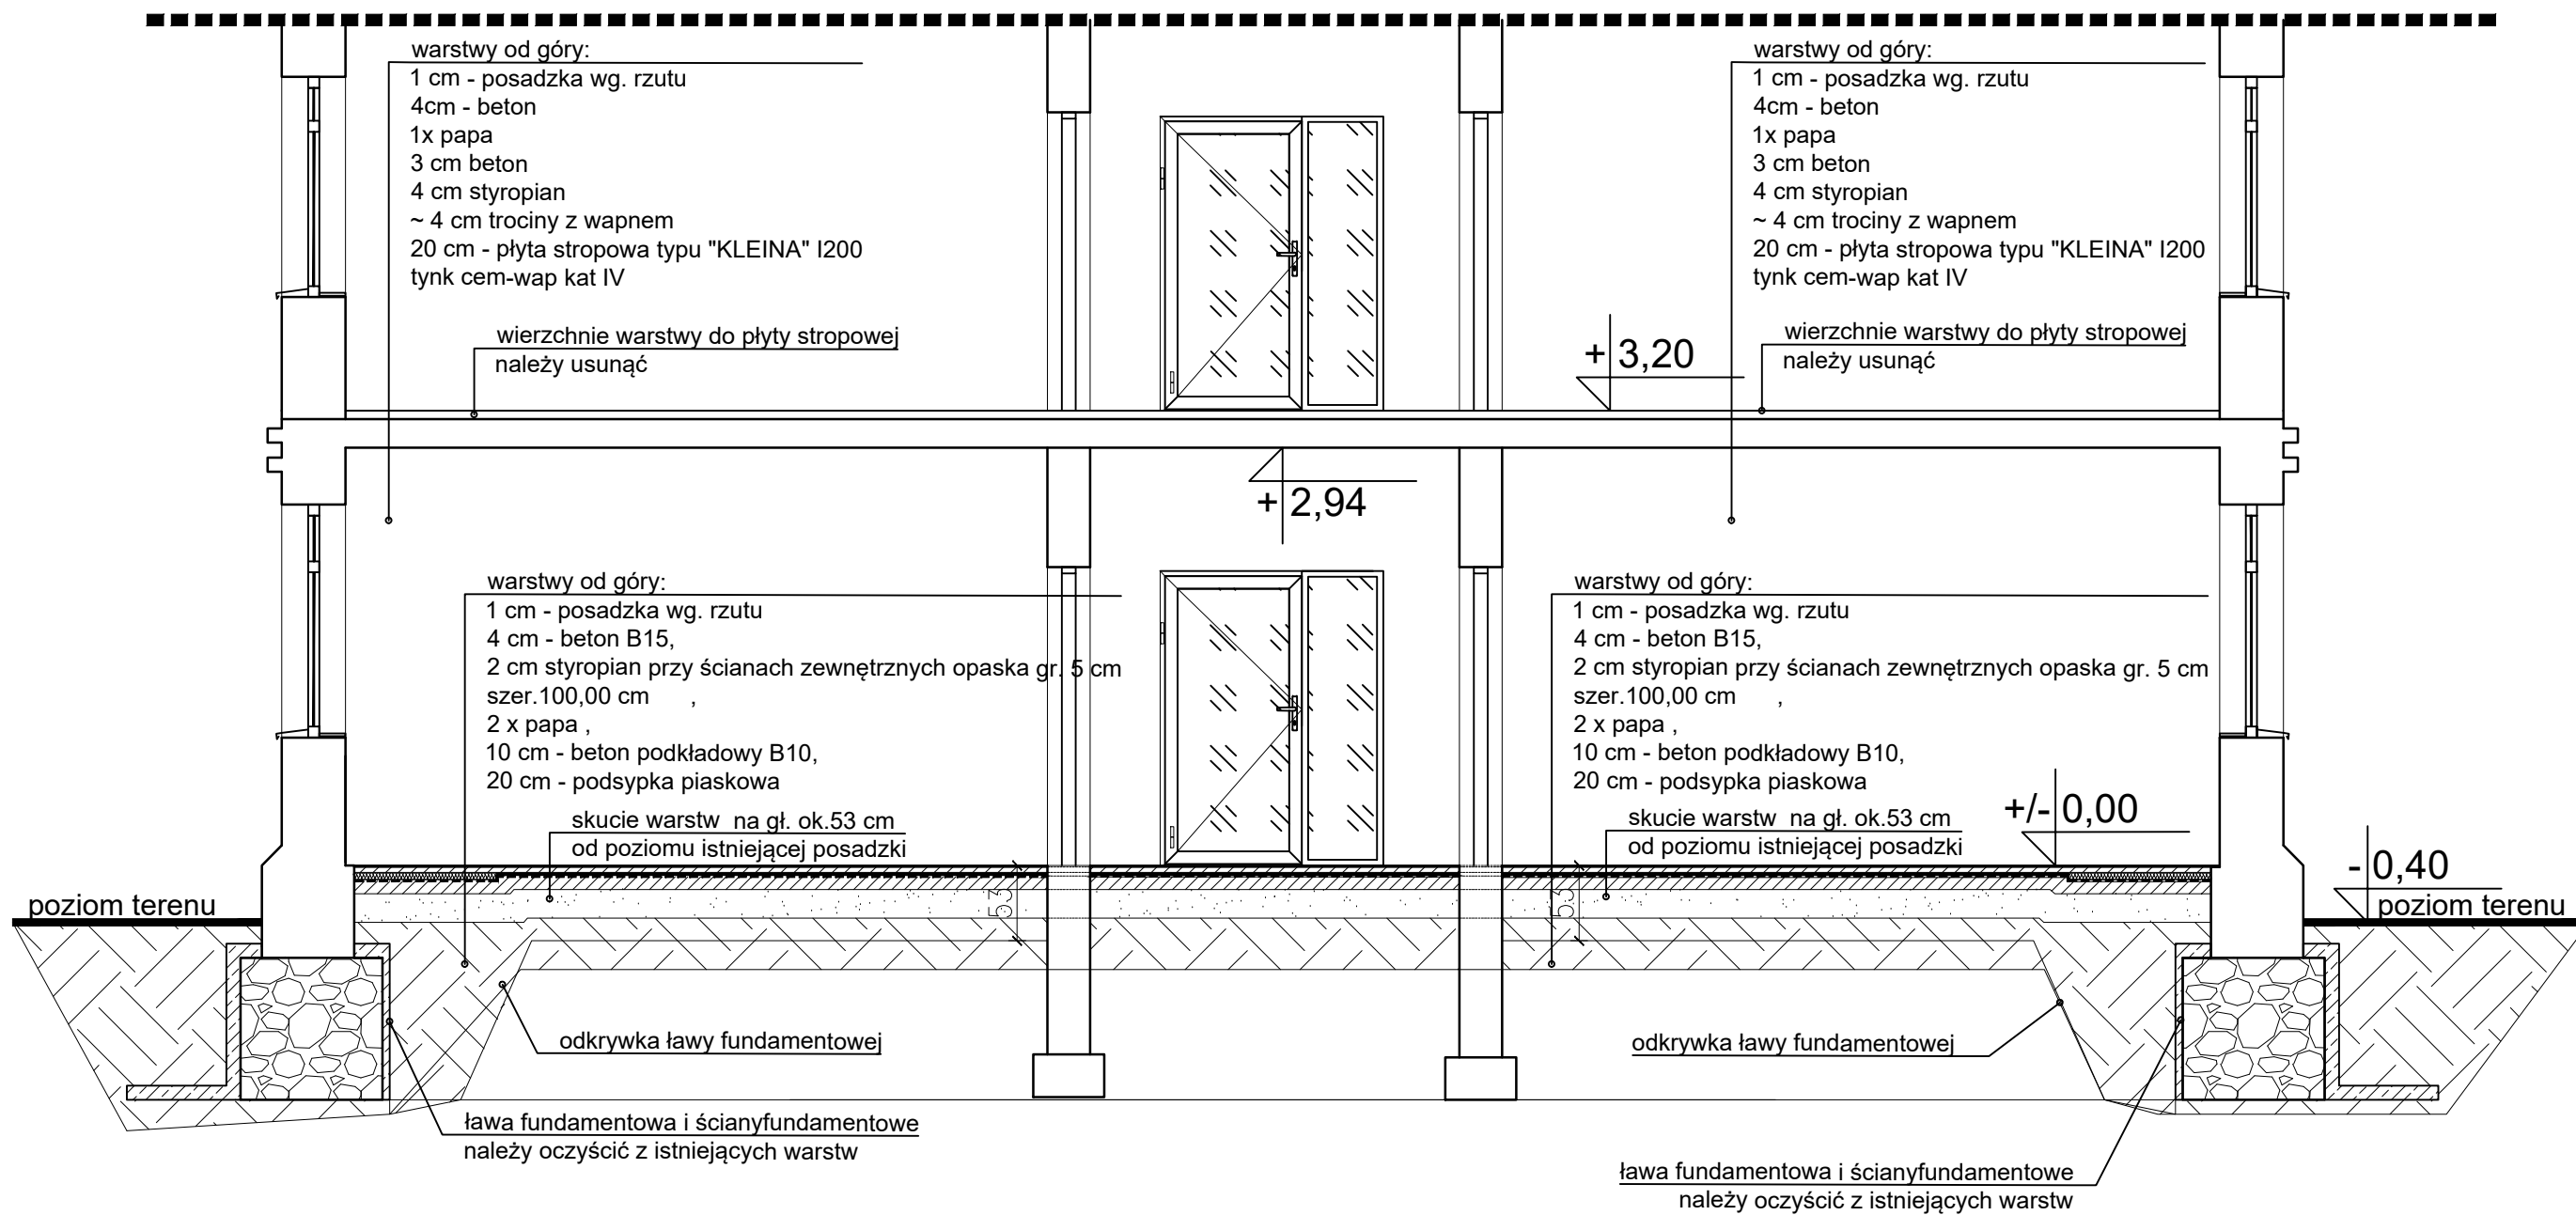 warstwy od góry:
1 cm - posadzka wg. rzutu
4cm - beton
1x papa
3 cm beton
4 cm styropian
~ 4 cm trociny z wapnem
20 cm - płyta stropowa typu "KLEINA" I200
tynk cem-wap kat IV
wierzchnie warstwy do płyty stropowej
należy usunąć
warstwy od góry:
1 cm - posadzka wg. rzutu
4cm - beton
1x papa
3 cm beton
4 cm styropian
~ 4 cm trociny z wapnem
20 cm - płyta stropowa typu "KLEINA" I200
tynk cem-wap kat IV
+ 3,20
wierzchnie warstwy do płyty stropowej
należy usunąć
+ 2,94
warstwy od góry:
1 cm - posadzka wg. rzutu
4 cm - beton B15,
2 cm styropian przy ścianach zewnętrznych opaska gr. 5 cm
szer.100,00 cm ,
2 x papa ,
10 cm - beton podkładowy B10,
20 cm - podsypka piaskowa
skucie warstw na gł. ok.53 cm
od poziomu istniejącej posadzki
warstwy od góry:
1 cm - posadzka wg. rzutu
4 cm - beton B15,
2 cm styropian przy ścianach zewnętrznych opaska gr. 5 cm
szer.100,00 cm ,
2 x papa ,
10 cm - beton podkładowy B10,
20 cm - podsypka piaskowa
skucie warstw na gł. ok.53 cm
od poziomu istniejącej posadzki
+/- 0,00
- 0,40
poziom terenu
poziom terenu
53
53
odkrywka ławy fundamentowej
odkrywka ławy fundamentowej
ława fundamentowa i ścianyfundamentowe
należy oczyścić z istniejących warstw
ława fundamentowa i ścianyfundamentowe
należy oczyścić z istniejących warstw